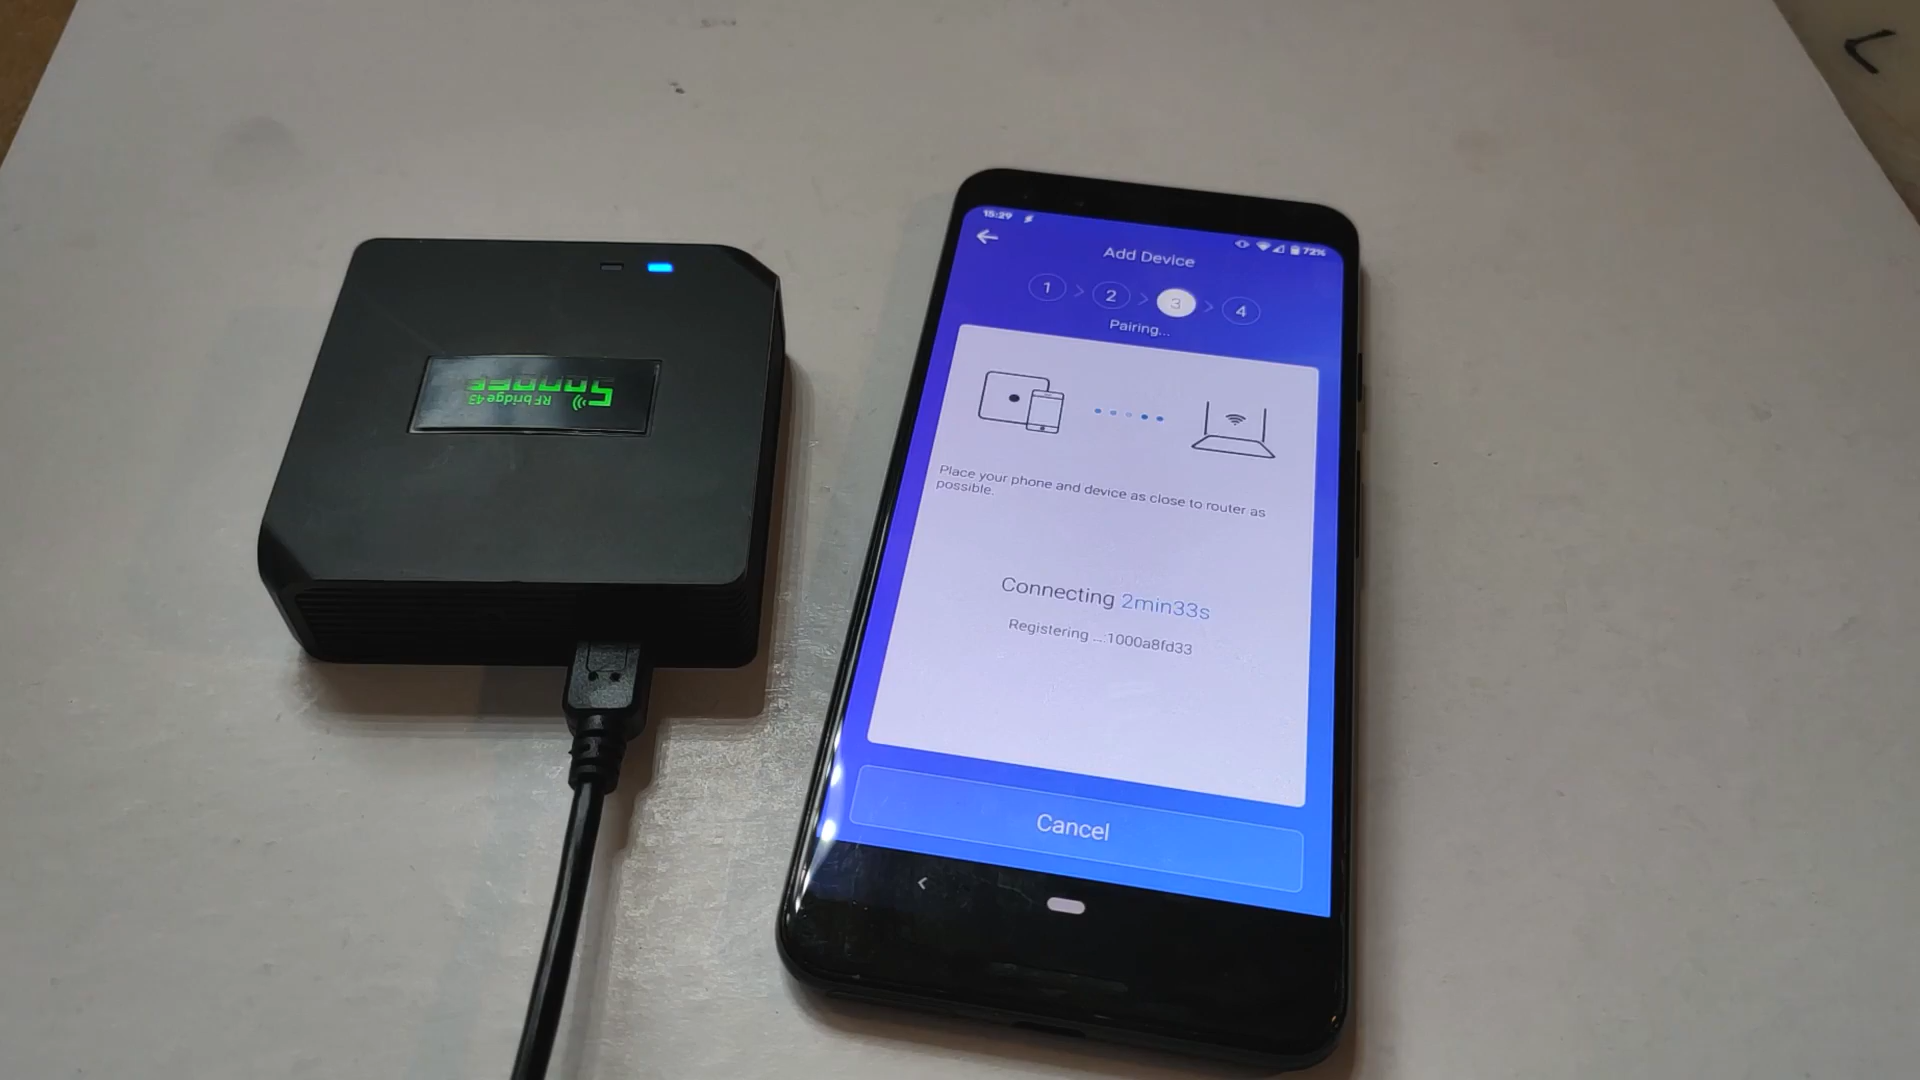 Sonoff
RF bridge 43
15:29
72%
Add Device
1 > 2 > 3 > 4
Pairing...
Place your phone and device as close to router as
possible.
Connecting 2min33s
Registering ....1000a8fd33
Cancel